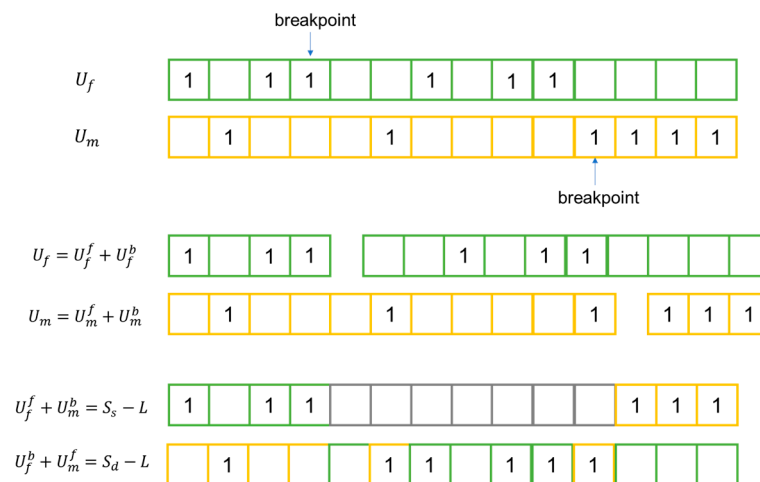 breakpoint
U_f 1 1 1 1 1 1
U_m 1 1 1 1 1 1
breakpoint
U_f = U_f^f + U_f^b 1 1 1 1 1 1
U_m = U_m^f + U_m^b 1 1 1 1 1 1
U_f^f + U_m^b = S_s − L 1 1 1 1 1 1
U_f^b + U_m^f = S_d − L 1 1 1 1 1 1